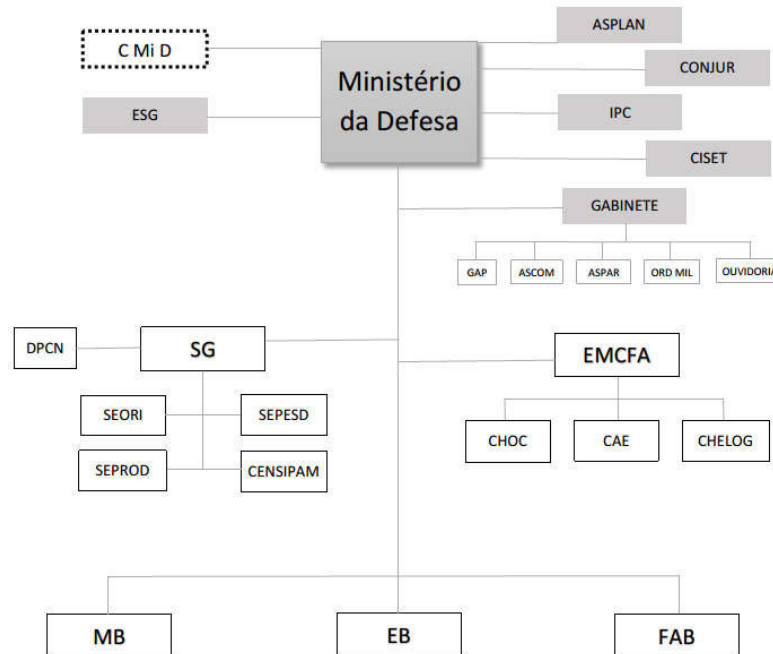 C Mi D
ASPLAN
Ministério
da Defesa
CONJUR
ESG
IPC
CISET
GABINETE
GAP
ASCOM
ASPAR
ORD MIL
OUVIDORIA
DPCN
SG
EMCFA
SEORI
SEPESD
SEPROD
CENSIPAM
CHOC
CAE
CHELOG
MB
EB
FAB